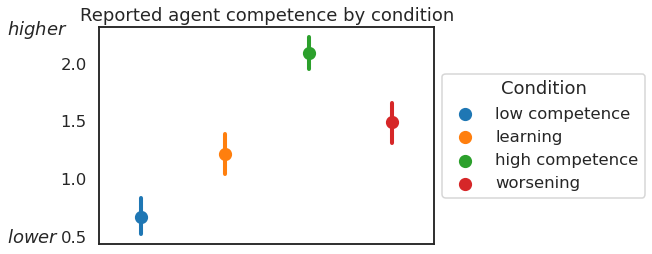 Reported agent competence by condition
higher
2.0
1.5
1.0
0.5
lower
Condition
low competence
learning
high competence
worsening